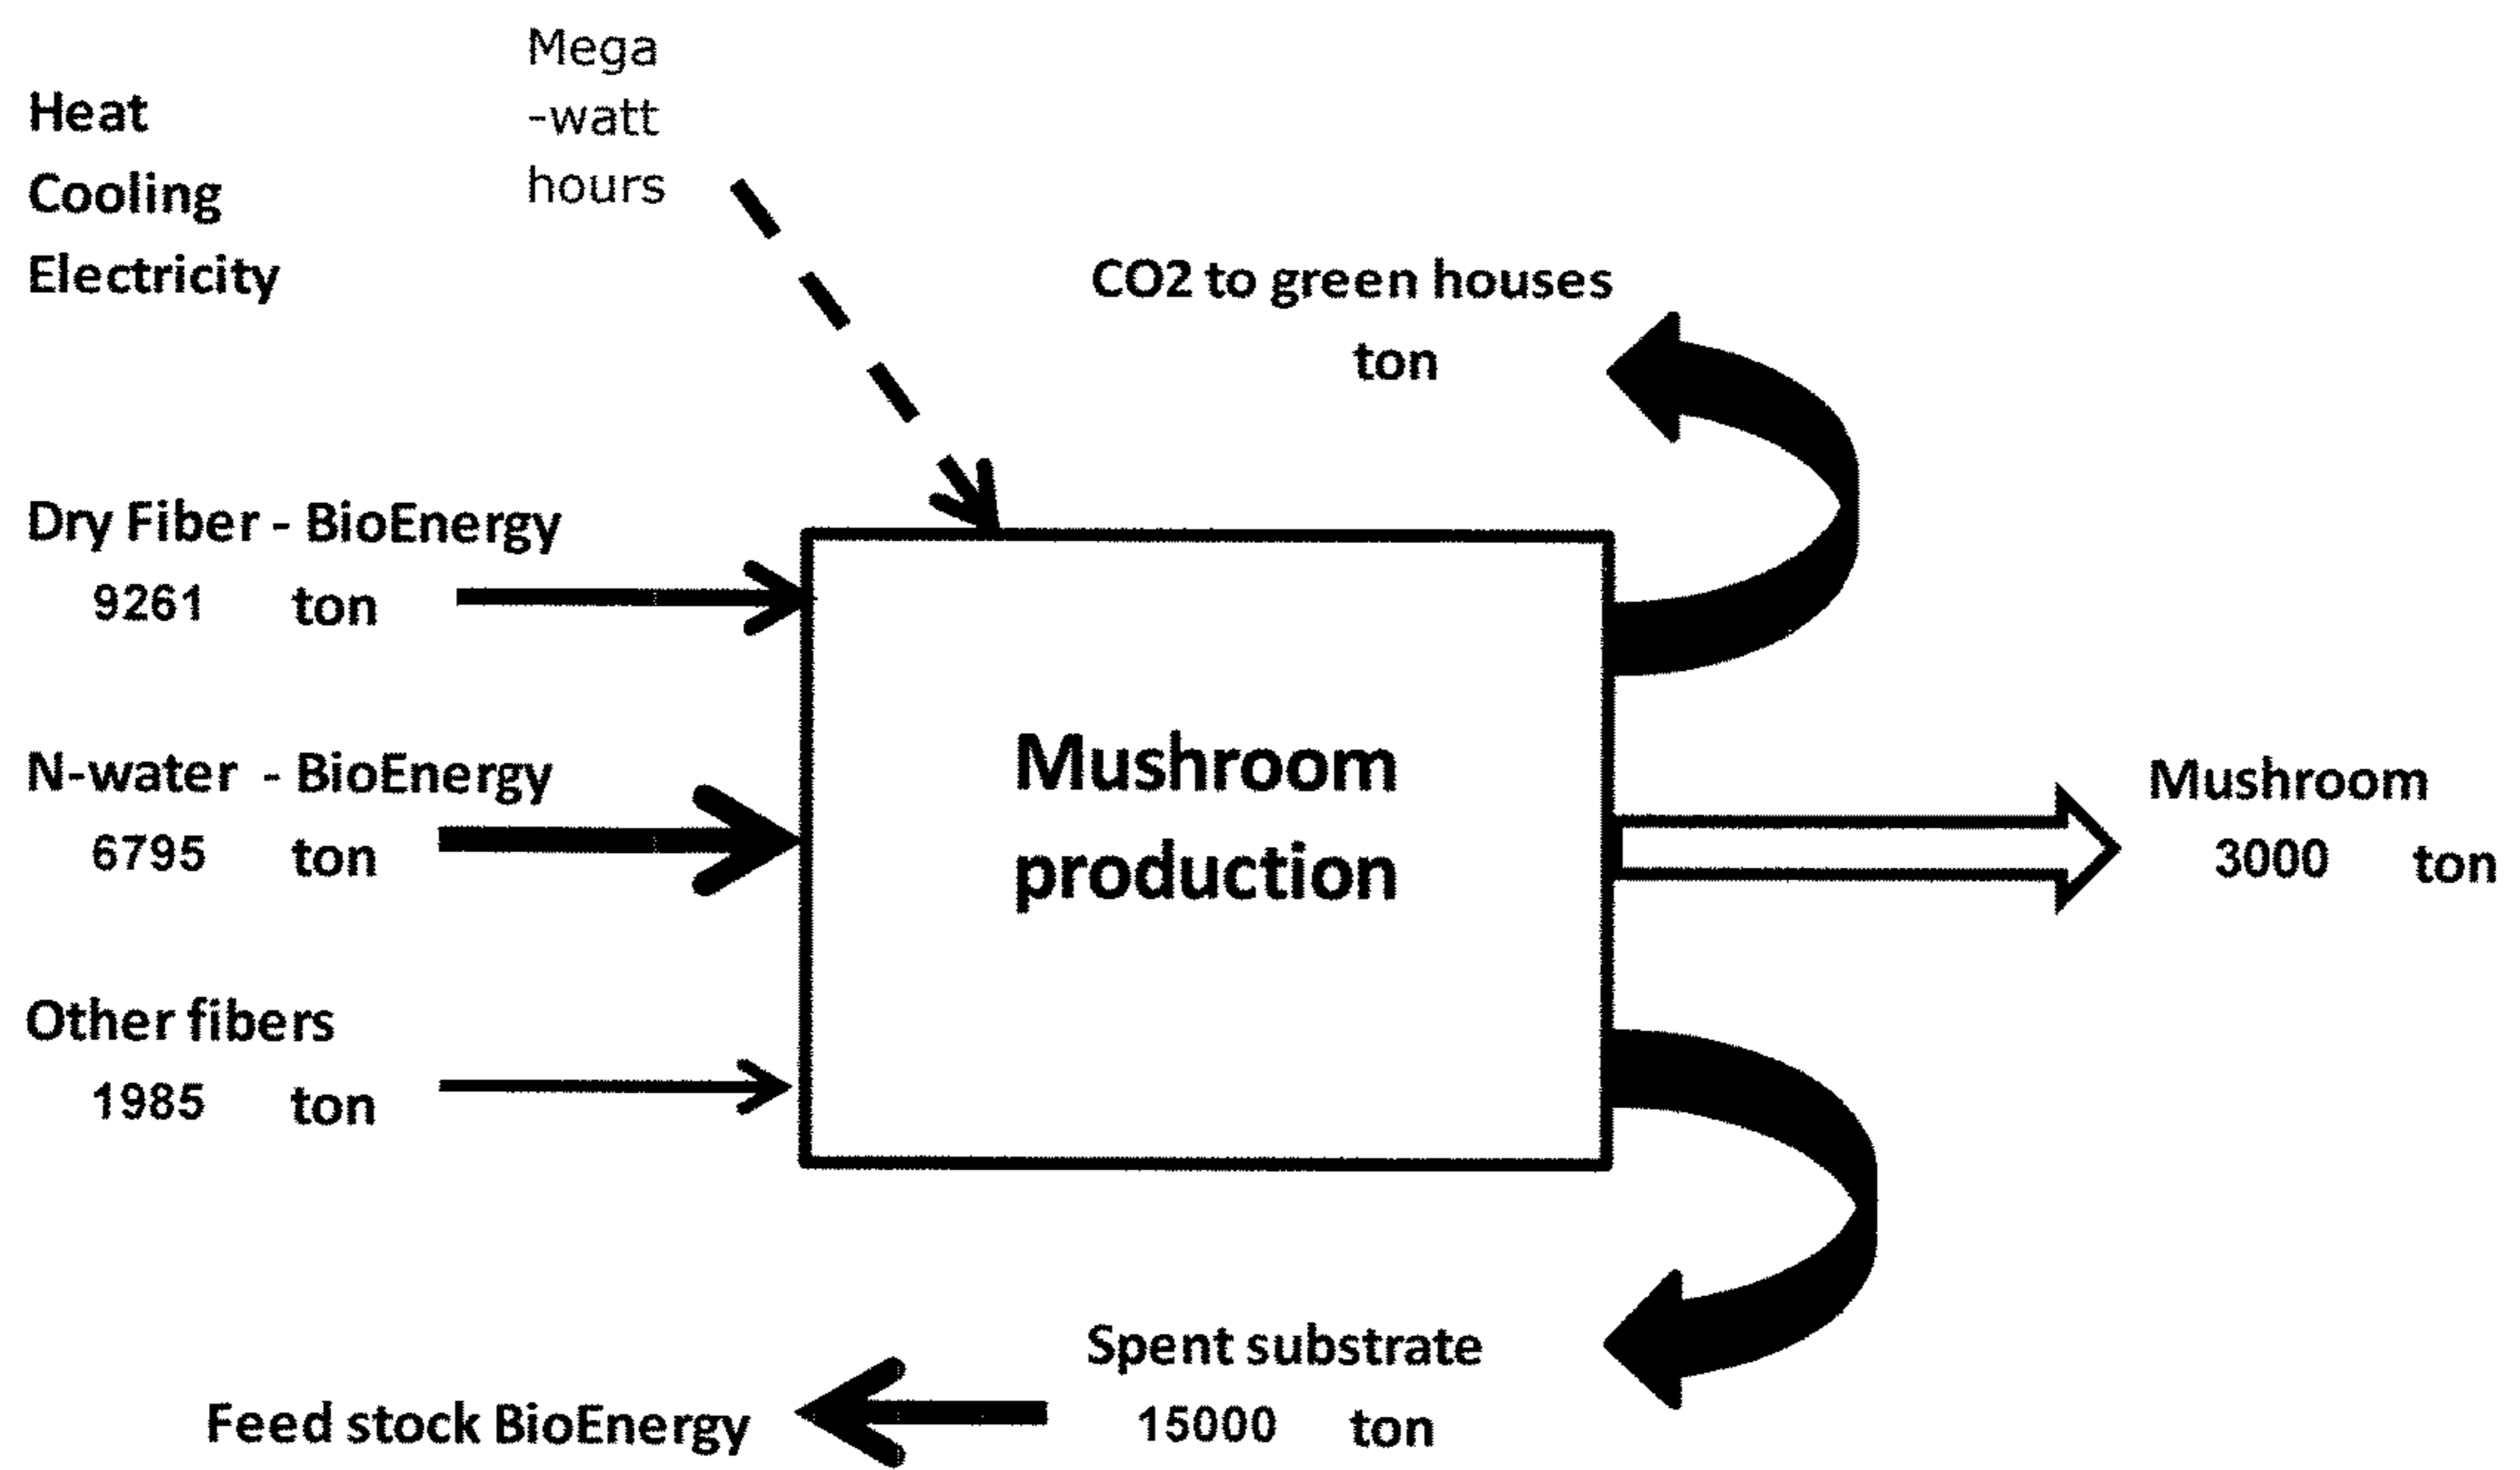 Mega
-watt
hours
Heat
Cooling
Electricity
CO2 to green houses
ton
Dry Fiber - BioEnergy
9261 ton
N-water - BioEnergy
6795 ton
Other fibers
1985 ton
Mushroom
production
Mushroom
3000 ton
Spent substrate
15000 ton
Feed stock BioEnergy